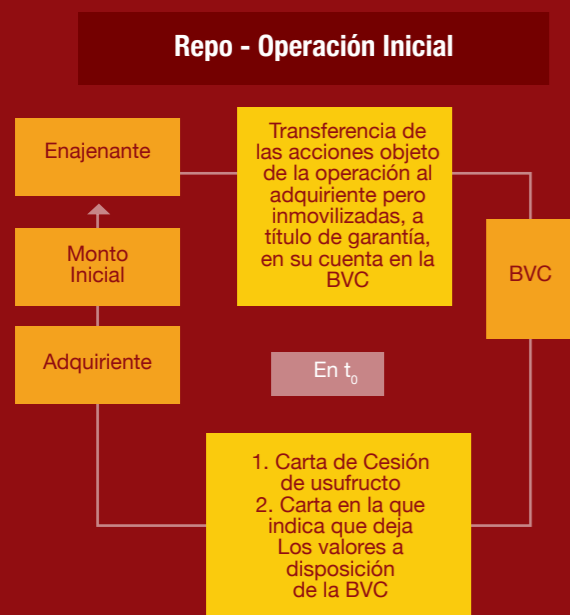 Repo - Operación Inicial
Enajenante
Transferencia de
las acciones objeto
de la operación al
adquiriente pero
inmovilizadas, a
título de garantía,
en su cuenta en la
BVC
BVC
Monto
Inicial
Adquiriente
En t₀
1. Carta de Cesión
de usufructo
2. Carta en la que
indica que deja
Los valores a
disposición
de la BVC